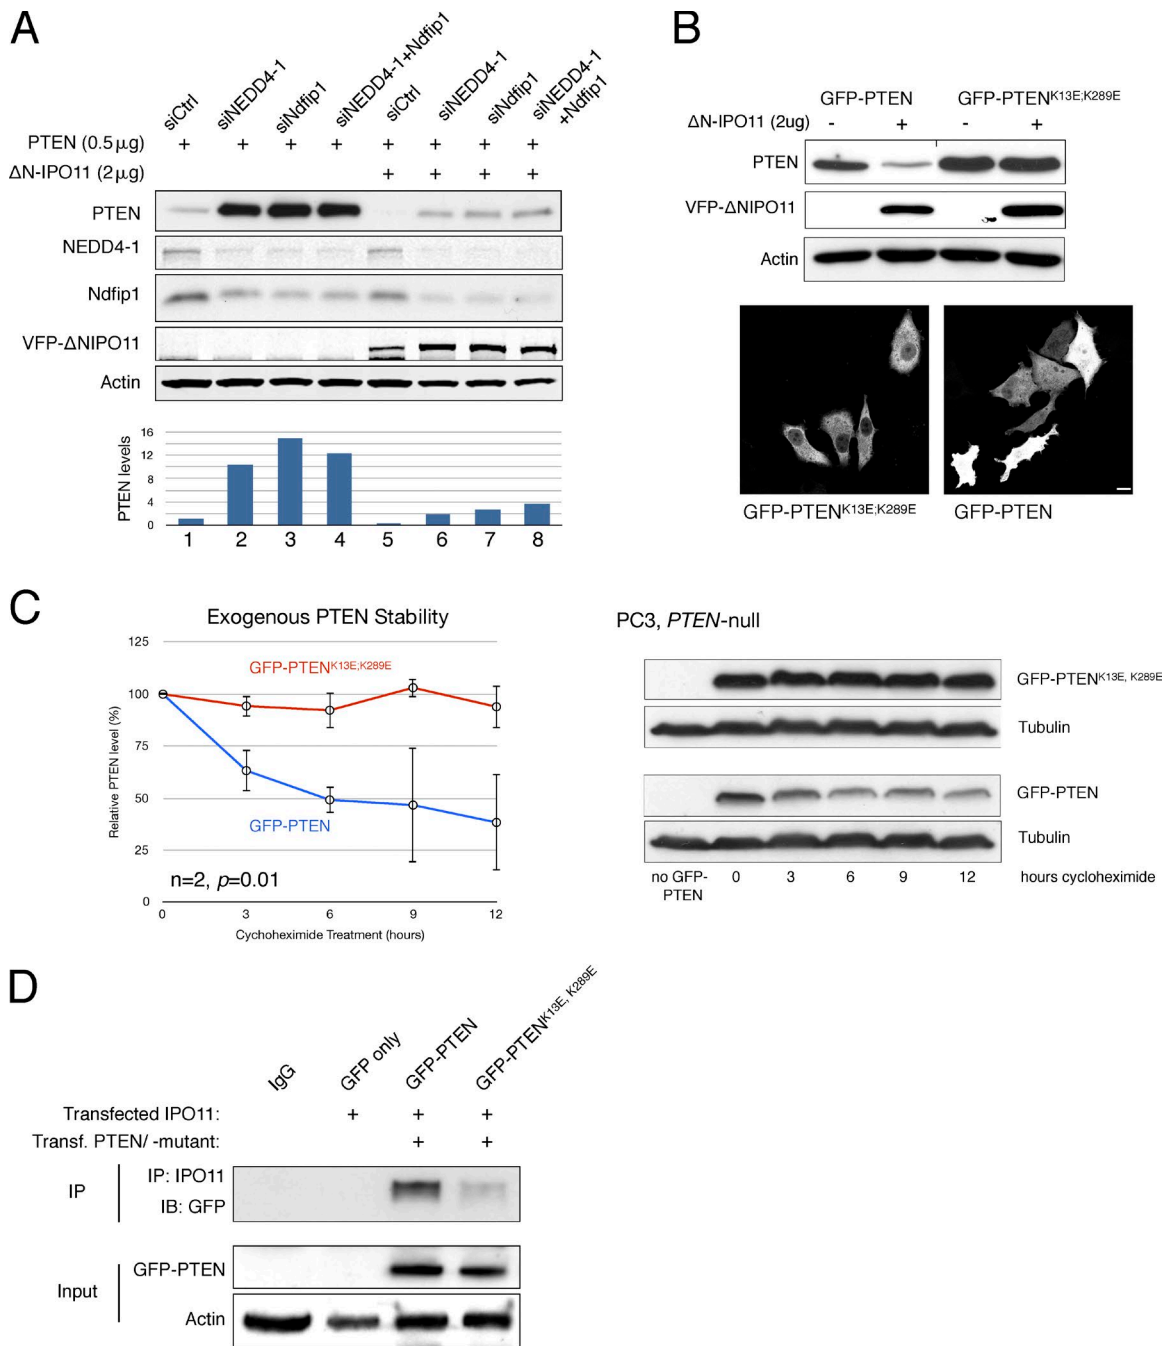 A
siCtrl
siNEDD4-1
siNdfip1
siNEDD4-1+Ndfip1
siCtrl
siNEDD4-1
siNdfip1
siNEDD4-1
+Ndfip1
PTEN (0.5μg) + + + + + + + +
ΔN-IPO11 (2μg) + + + +
PTEN
NEDD4-1
Ndfip1
VFP-ΔNIPO11
Actin
PTEN levels
16
12
8
4
0
1 2 3 4 5 6 7 8
B
GFP-PTEN GFP-PTENK13E;K289E
ΔN-IPO11 (2ug) - + - +
PTEN
VFP-ΔNIPO11
Actin
GFP-PTENK13E;K289E GFP-PTEN
C
Exogenous PTEN Stability
Relative PTEN level (%)
125
100
75
50
25
0
GFP-PTENK13E;K289E
GFP-PTEN
n=2, p=0.01
0 3 6 9 12
Cychoheximide Treatment (hours)
PC3, PTEN-null
GFP-PTENK13E, K289E
Tubulin
GFP-PTEN
Tubulin
no GFP-
PTEN
0 3 6 9 12 hours cycloheximide
D
IgG
GFP only
GFP-PTEN
GFP-PTENK13E, K289E
Transfected IPO11: + + +
Transf. PTEN/ -mutant: + +
IP
IP: IPO11
IB: GFP
Input
GFP-PTEN
Actin